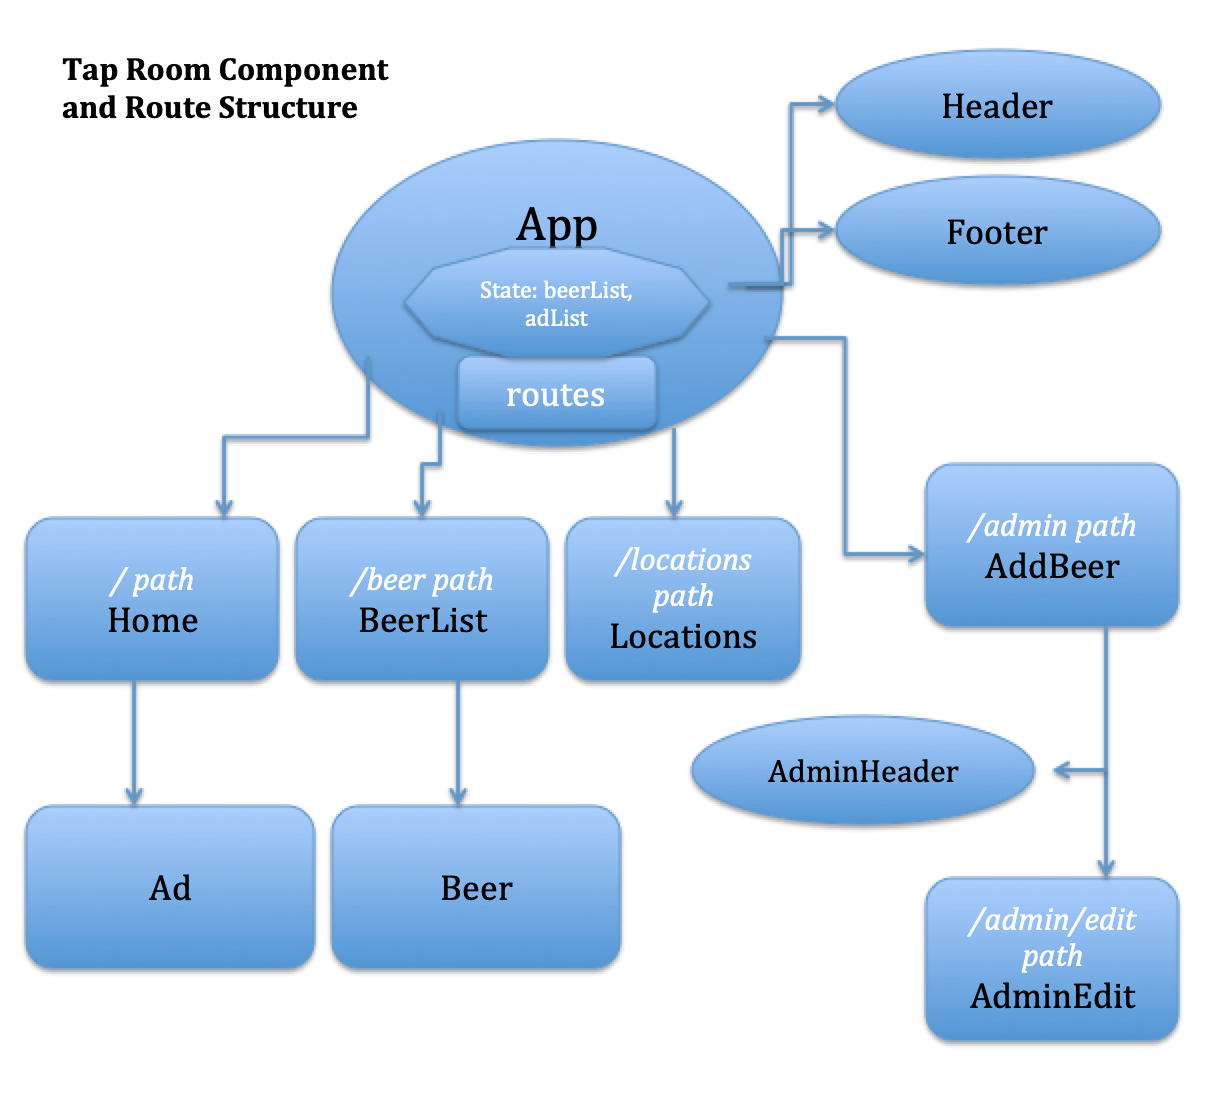 Tap Room Component
and Route Structure
Header
Footer
App
State: beerList,
adList
routes
/ path
Home
/beer path
BeerList
/locations
path
Locations
/admin path
AddBeer
AdminHeader
Ad
Beer
/admin/edit
path
AdminEdit